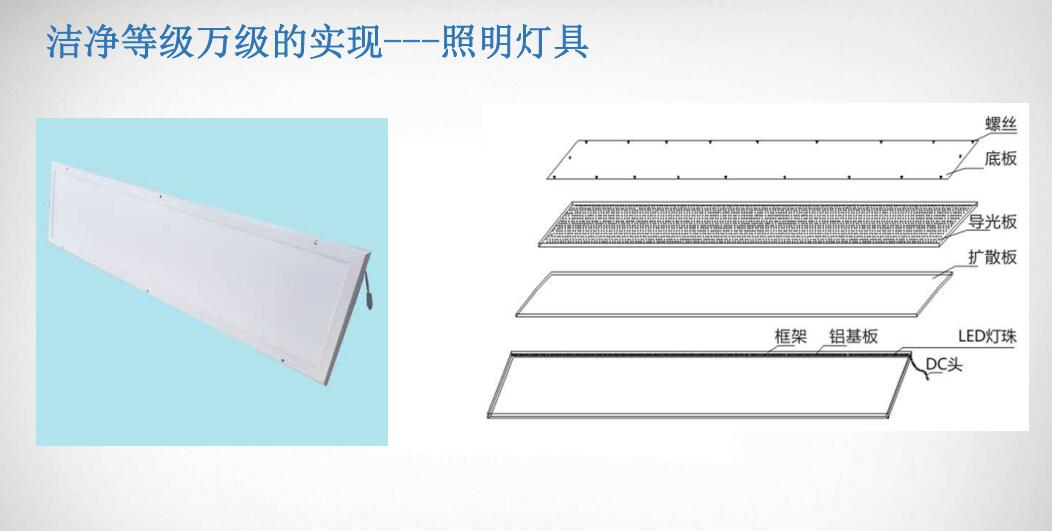 洁净等级万级的实现---照明灯具
螺丝
底板
导光板
扩散板
框架 铝基板 LED灯珠
DC头